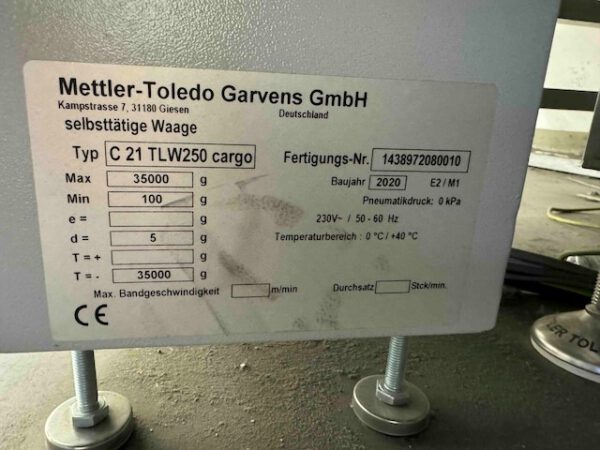 Mettler-Toledo Garvens GmbH
Kampstrasse 7, 31180 Giesen Deutschland
selbsttätige Waage
Typ C 21 TLW250 cargo Fertigungs-Nr. 1438972080010
Max 35000 g Baujahr 2020 E2 / M1
Min 100 g Pneumatikdruck: 0 kPa
e = g 230V~ / 50 - 60 Hz
d = 5 g Temperaturbereich : 0 °C / +40 °C
T = + g
T = - 35000 g
Max. Bandgeschwindigkeit m/min Durchsatz Stck/min.
CE